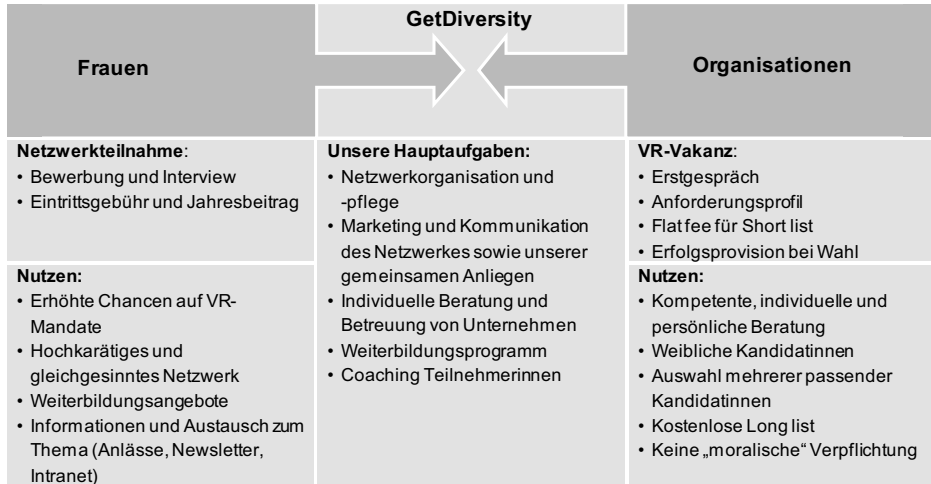 GetDiversity
Frauen
Organisationen
Netzwerkteilnahme:
• Bewerbung und Interview
• Eintrittsgebühr und Jahresbeitrag
Nutzen:
• Erhöhte Chancen auf VR-
Mandate
• Hochkarätiges und
gleichgesinntes Netzwerk
• Weiterbildungsangebote
• Informationen und Austausch zum
Thema (Anlässe, Newsletter,
Intranet)
Unsere Hauptaufgaben:
• Netzwerkorganisation und
-pflege
• Marketing und Kommunikation
des Netzwerkes sowie unserer
gemeinsamen Anliegen
• Individuelle Beratung und
Betreuung von Unternehmen
• Weiterbildungsprogramm
• Coaching Teilnehmerinnen
VR-Vakanz:
• Erstgespräch
• Anforderungsprofil
• Flat fee für Short list
• Erfolgsprovision bei Wahl
Nutzen:
• Kompetente, individuelle und
persönliche Beratung
• Weibliche Kandidatinnen
• Auswahl mehrerer passender
Kandidatinnen
• Kostenlose Long list
• Keine „moralische“ Verpflichtung